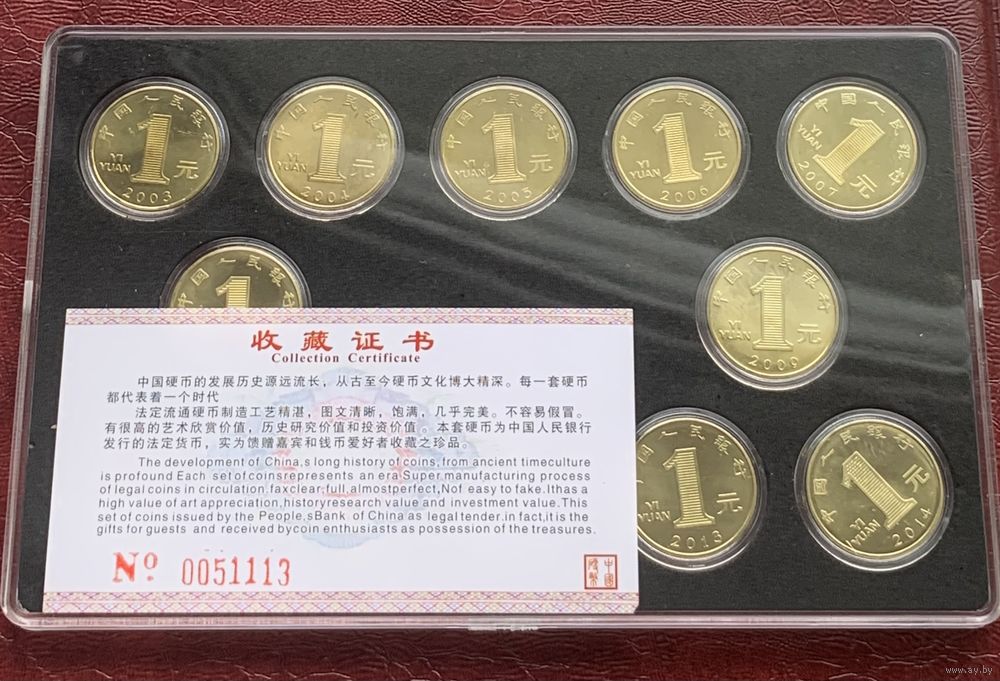 中国人民银行
YI
YUAN
1
元
2003
中国人民银行
YI
YUAN
1
元
2004
中国人民银行
YI
YUAN
1
元
2005
中国人民银行
YI
YUAN
1
元
2006
中国人民银行
YI
YUAN
1
元
2007
中国人民银行
1
中国人民银行
YI
YUAN
1
元
2009
收藏证书
Collection Certificate
中国硬币的发展历史源远流长，从古至今硬币文化博大精深。每一套硬币
都代表着一个时代
法定流通硬币制造工艺精湛，图文清晰，饱满，几乎完美。不容易假冒。
有很高的艺术欣赏价值，历史研究价值和投资价值。本套硬币为中国人民银行
发行的法定货币，实为馈赠嘉宾和钱币爱好者收藏之珍品。
The development of China,s long history of coins,from ancient timeculture
is profound Each set of coinsrepresents an era Super manufacturing process
of legal coins in circulation.faxclear,full,almostperfect,Nof easy to fake.Ithas a
high value of art appreciation,historyresearch value and investment value.This
set of coins issued by the People,sBank of China as legaltender.in fact,it is the
gifts for guests and received bycoin enthusiasts as possession of the treasures.
Nº 0051113
中國
民银行
YI
YUAN
1
元
2013
中国人民银行
YI
YUAN
1
元
2014
www.ay.by